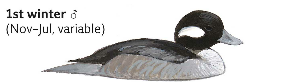 1st winter ♂
(Nov–Jul, variable)